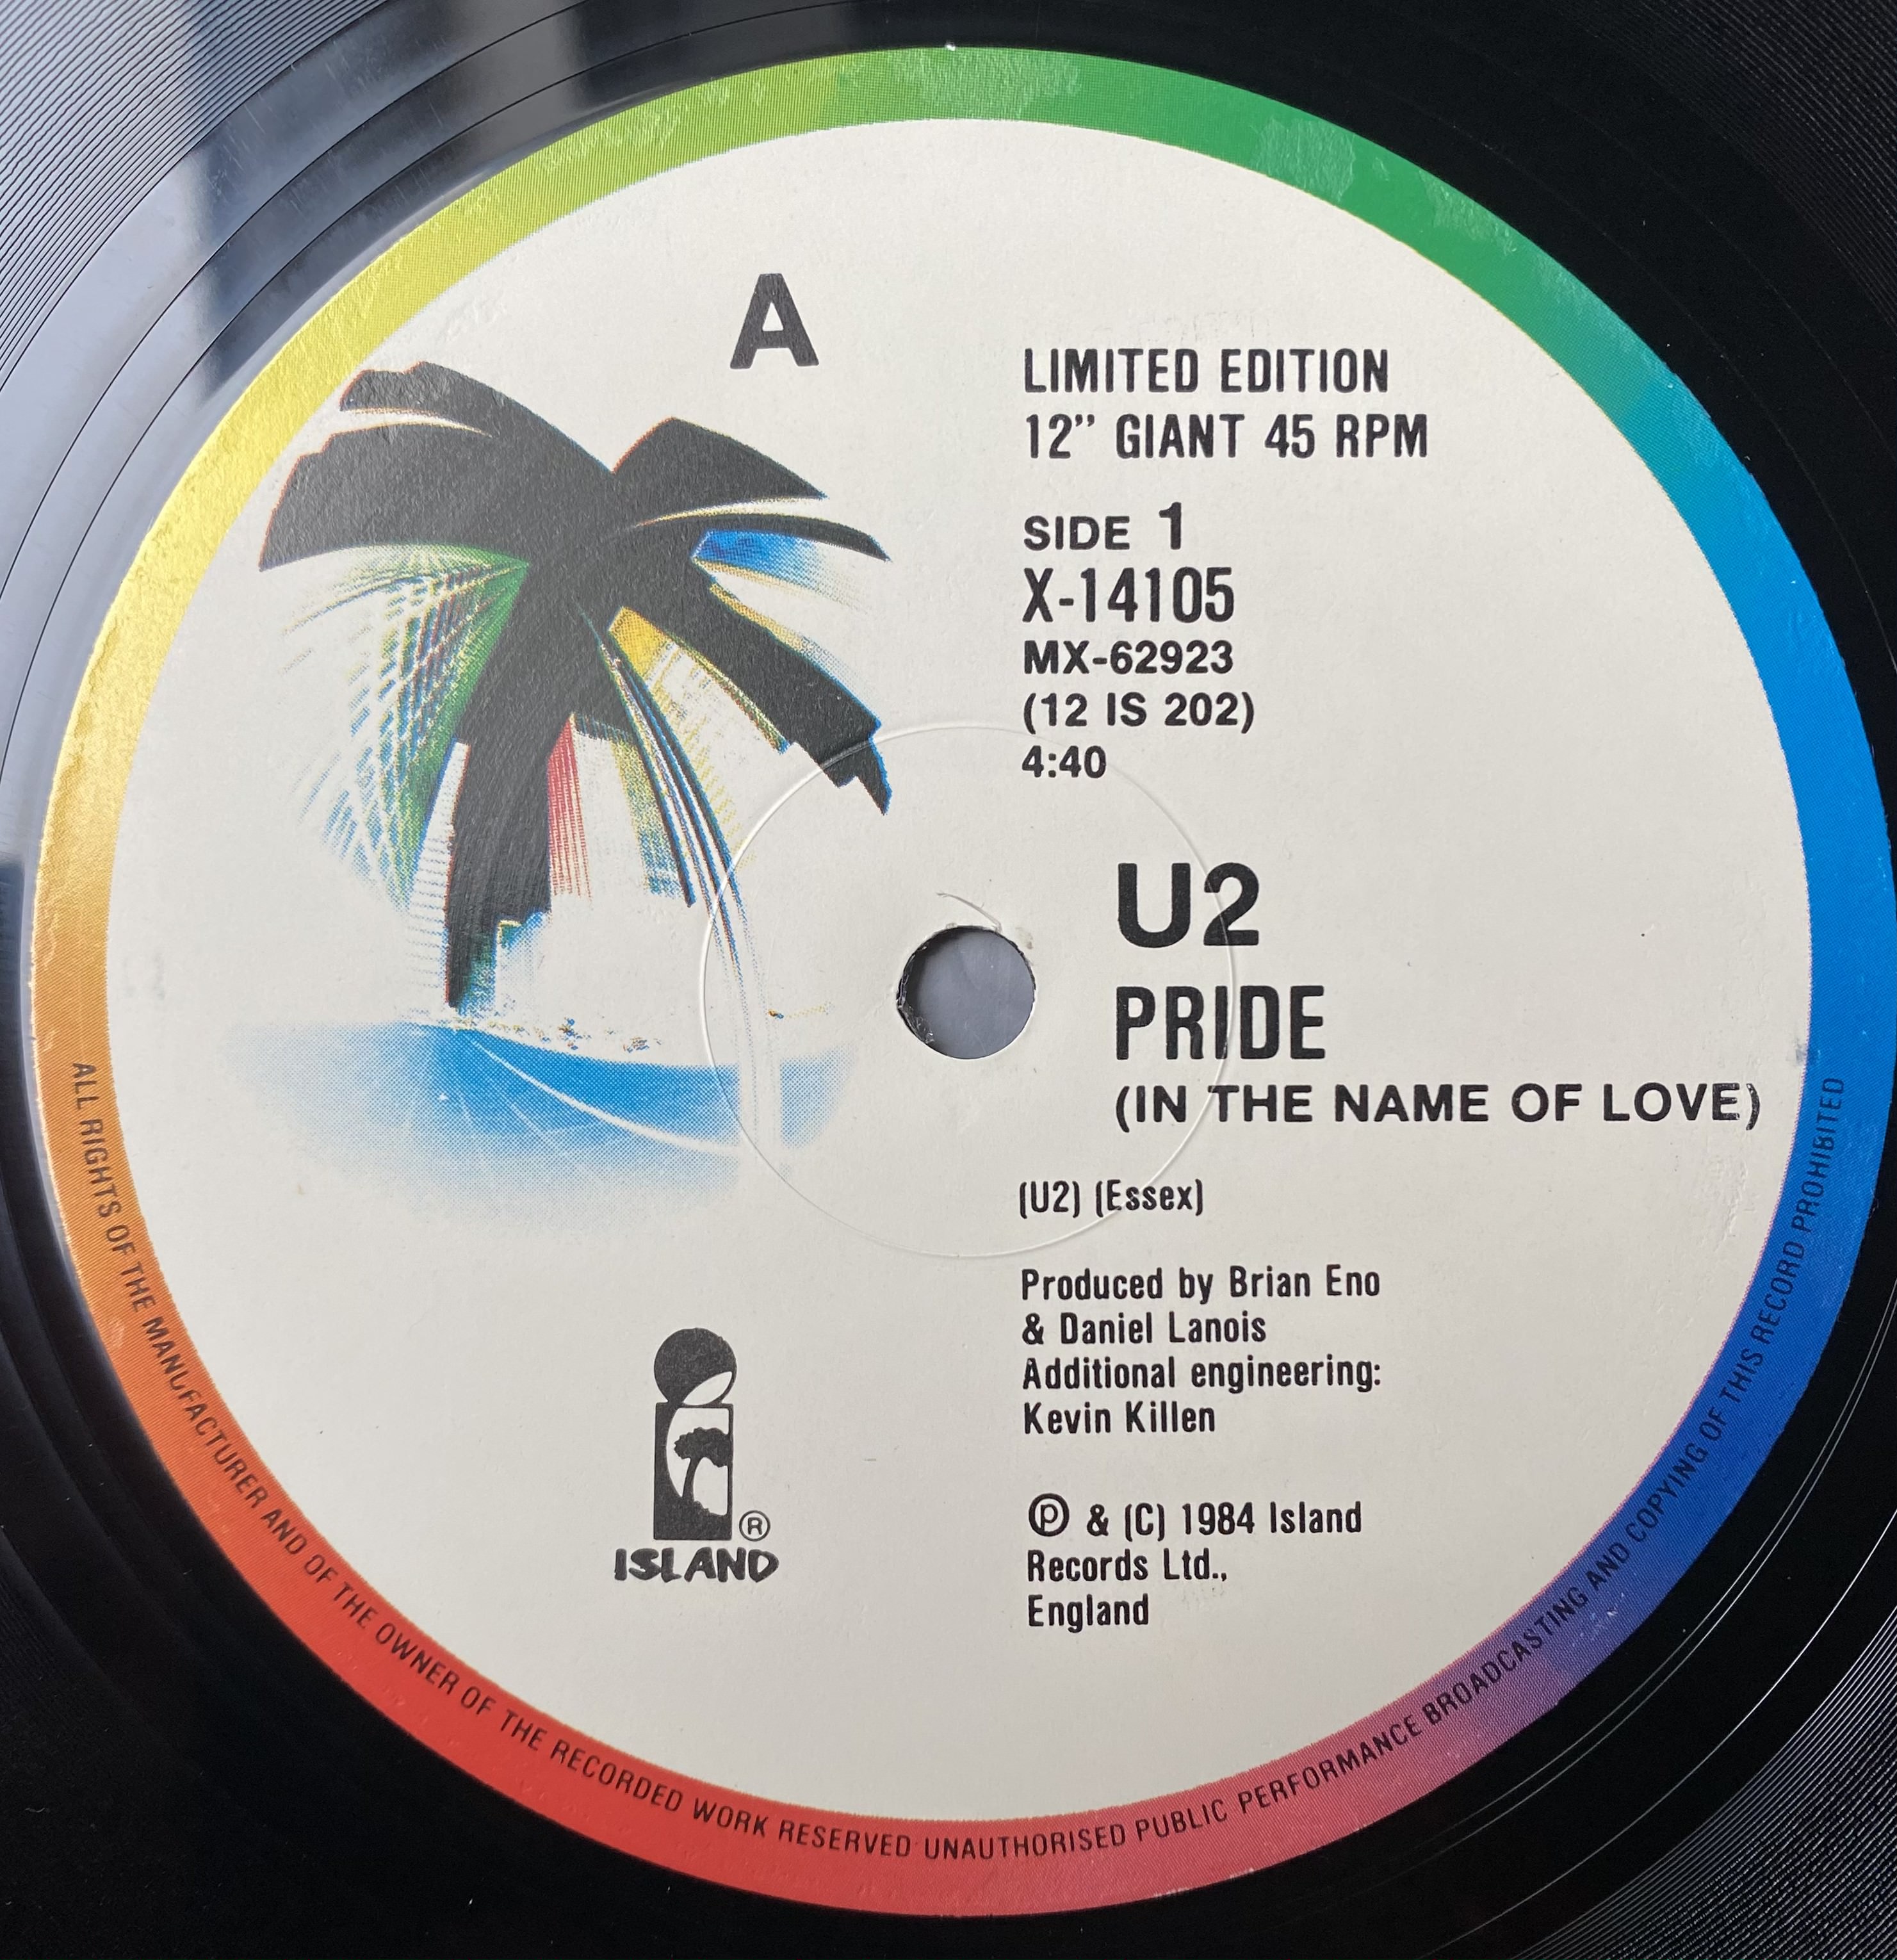 A
LIMITED EDITION
12” GIANT 45 RPM
SIDE 1
X-14105
MX-62923
(12 IS 202)
4:40
U2
PRIDE
(IN THE NAME OF LOVE)
(U2) (Essex)
Produced by Brian Eno
& Daniel Lanois
Additional engineering:
Kevin Killen
℗ & (C) 1984 Island
Records Ltd.,
England
®
ISLAND
ALL RIGHTS OF THE MANUFACTURER AND OF THE OWNER OF THE RECORDED WORK RESERVED UNAUTHORISED PUBLIC PERFORMANCE BROADCASTING AND COPYING OF THIS RECORD PROHIBITED